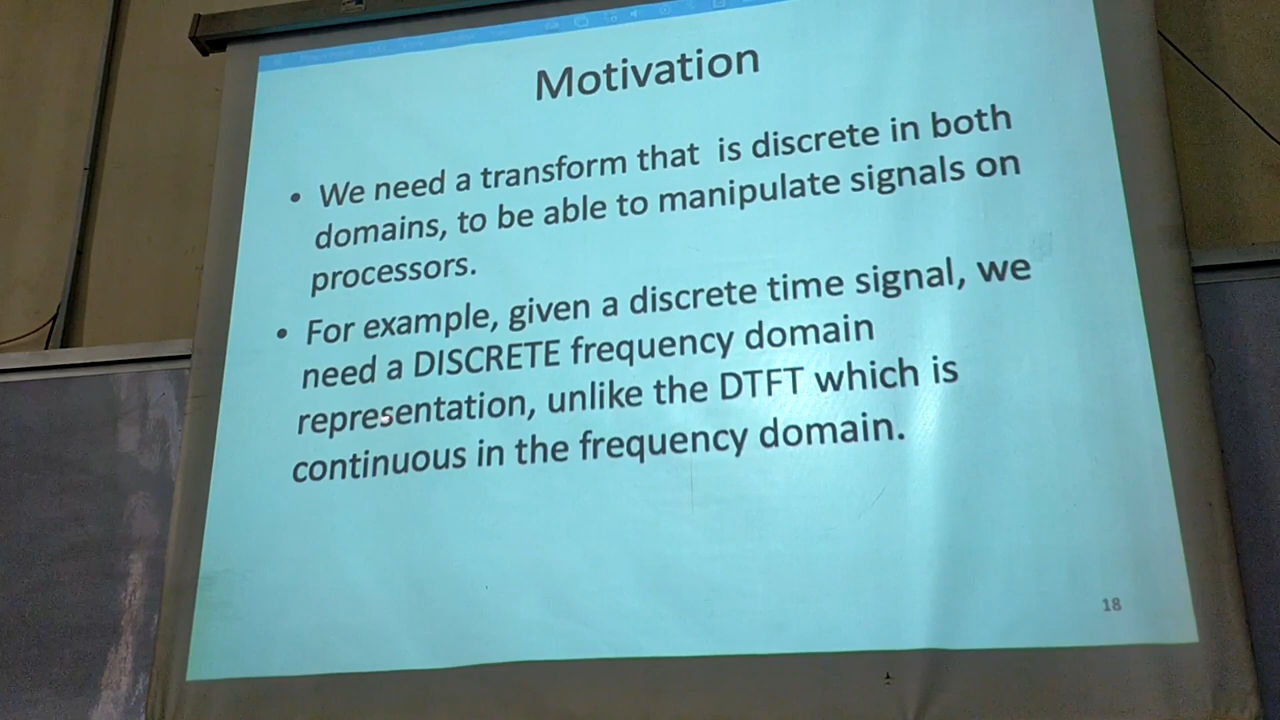 Motivation
• We need a transform that is discrete in both
domains, to be able to manipulate signals on
processors.
• For example, given a discrete time signal, we
need a DISCRETE frequency domain
representation, unlike the DTFT which is
continuous in the frequency domain.
18